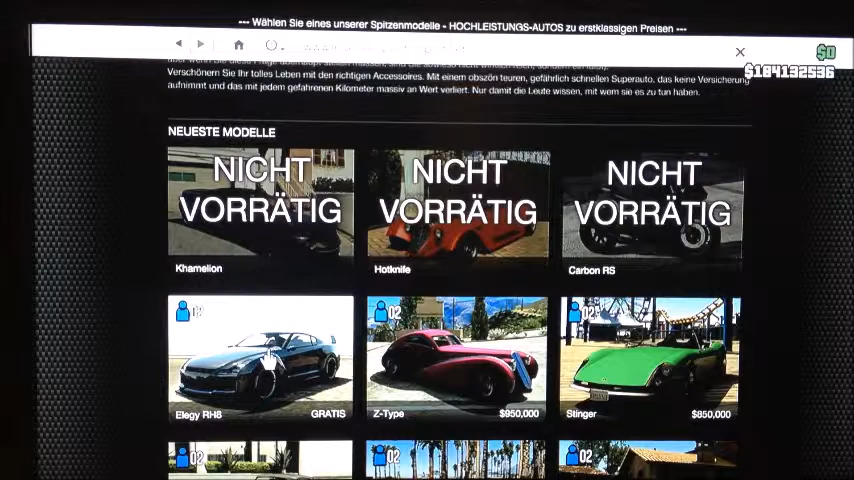 --- Wählen Sie eines unserer Spitzenmodelle - HOCHLEISTUNGS-AUTOS zu erstklassigen Preisen ---
$0
$184132536
Verschönern Sie Ihr tolles Leben mit den richtigen Accessoires. Mit einem obszön teuren, gefährlich schnellen Superauto, das keine Versicherung
aufnimmt und das mit jedem gefahrenen Kilometer massiv an Wert verliert. Nur damit die Leute wissen, mit wem sie es zu tun haben.
NEUESTE MODELLE
NICHT VORRÄTIG
Khamelion
NICHT VORRÄTIG
Hotknife
NICHT VORRÄTIG
Carbon RS
Elegy RH8 GRATIS
02
Z-Type $950,000
02
Stinger $850,000
02
02
02